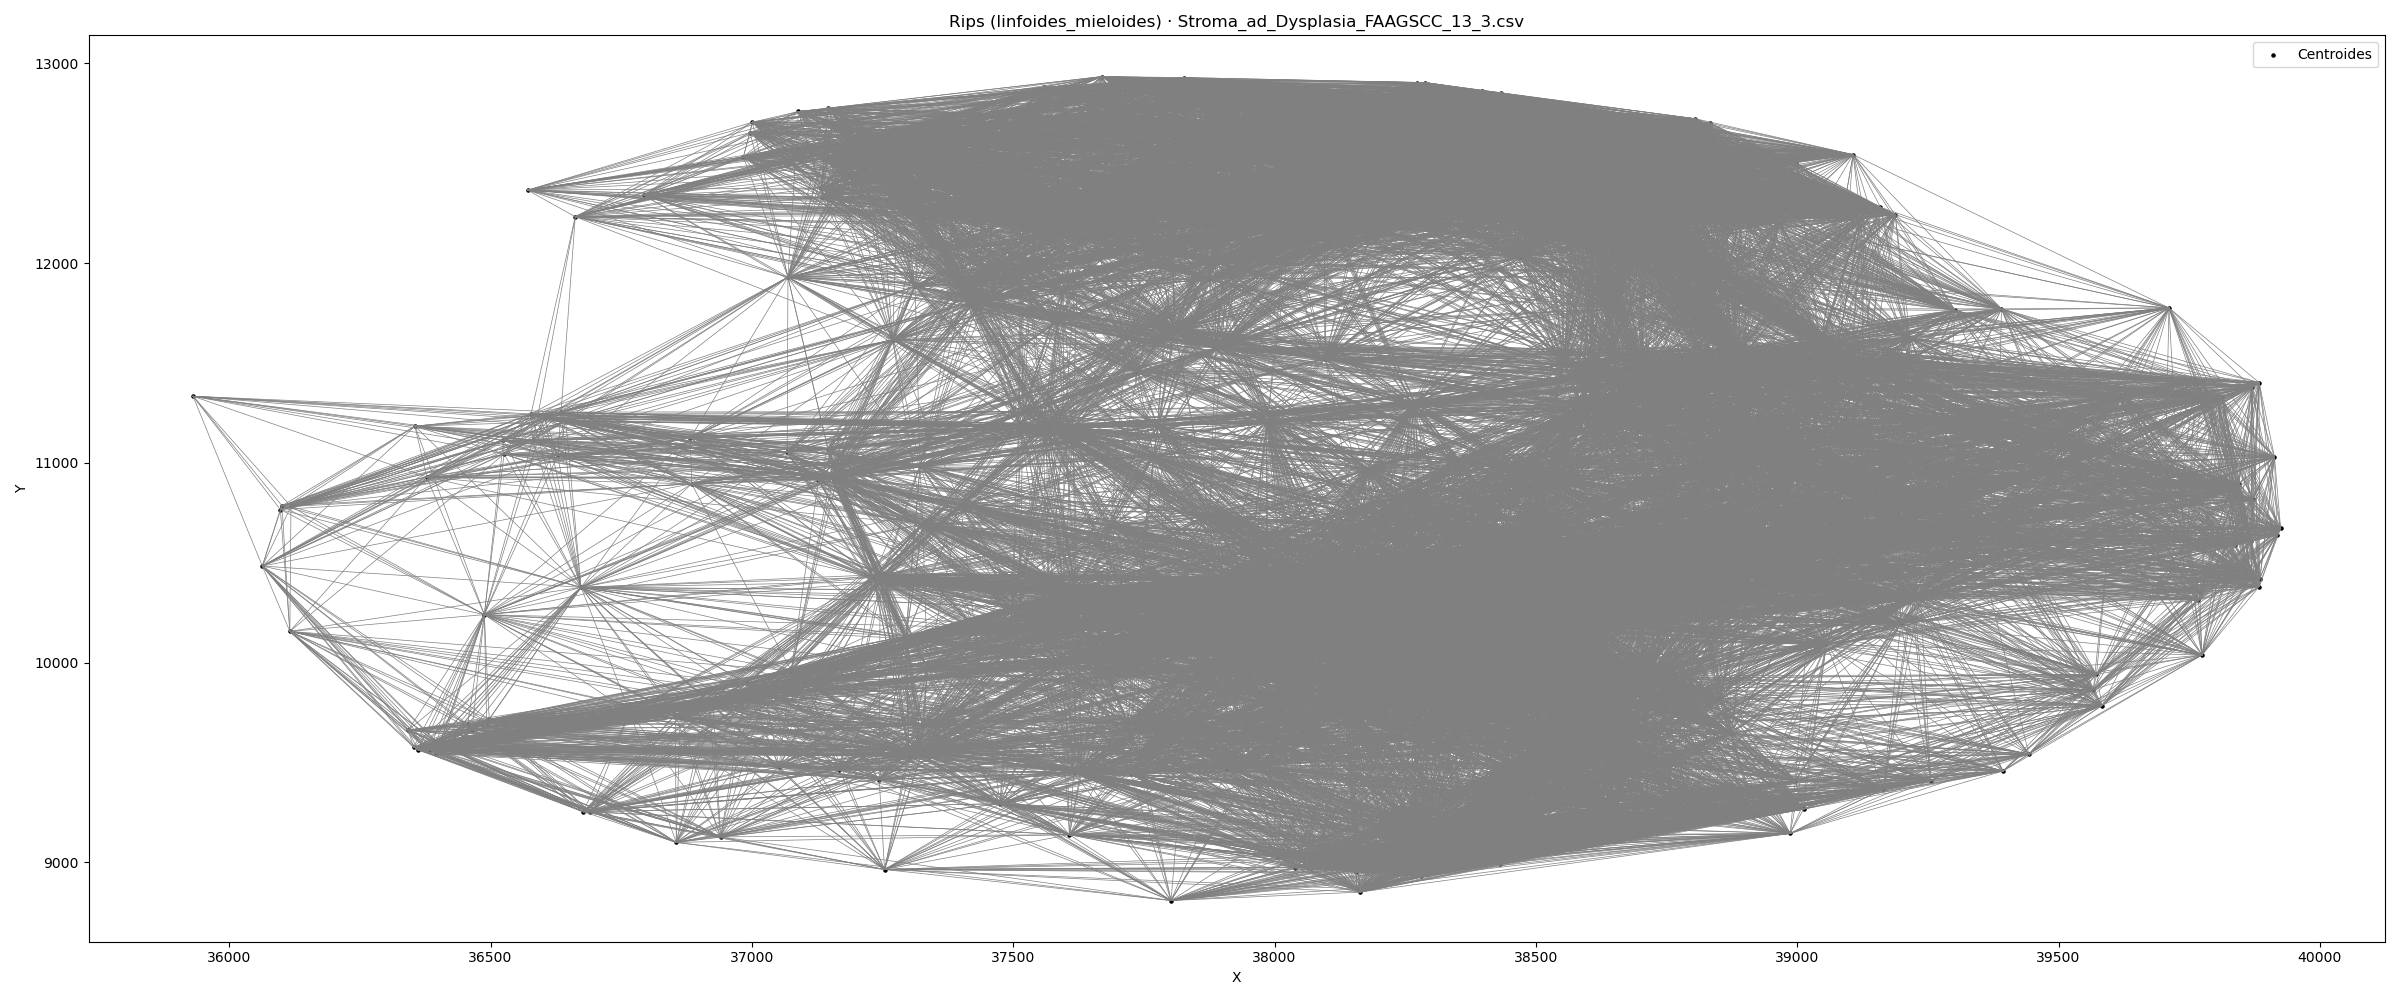 Rips (linfoides_mieloides) · Stroma_ad_Dysplasia_FAAGSCC_13_3.csv
Centroides
13000
12000
11000
10000
9000
Y
36000 36500 37000 37500 38000 38500 39000 39500 40000
X